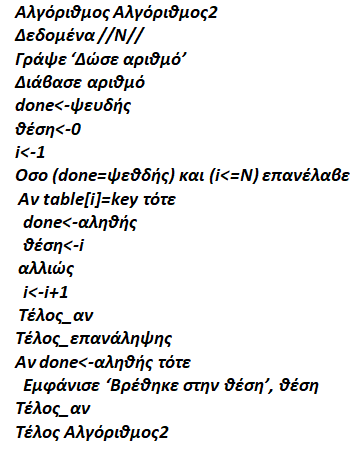 Αλγόριθμος Αλγόριθμος2
Δεδομένα //Ν//
Γράψε ‘Δώσε αριθμό’
Διάβασε αριθμό
done<-ψευδής
θέση<-0
i<-1
Οσο (done=ψεθδής) και (i<=N) επανέλαβε
Αν table[i]=key τότε
done<-αληθής
θέση<-i
αλλιώς
i<-i+1
Τέλος_αν
Τέλος_επανάληψης
Αν done<-αληθής τότε
Εμφάνισε ‘Βρέθηκε στην θέση’, θέση
Τέλος_αν
Τέλος Αλγόριθμος2